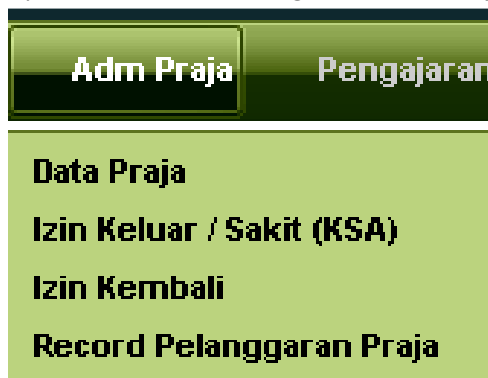 Adm Praja Pengajaran
Data Praja
Izin Keluar / Sakit (KSA)
Izin Kembali
Record Pelanggaran Praja